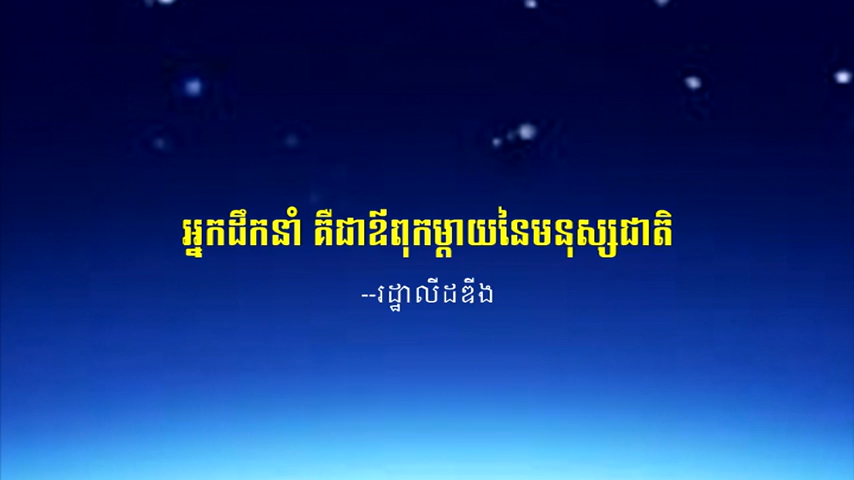 អ្នកដឹកនាំ គឺជាឪពុកម្តាយនៃមនុស្សជាតិ
--រដ្ឋាលីដឌីង